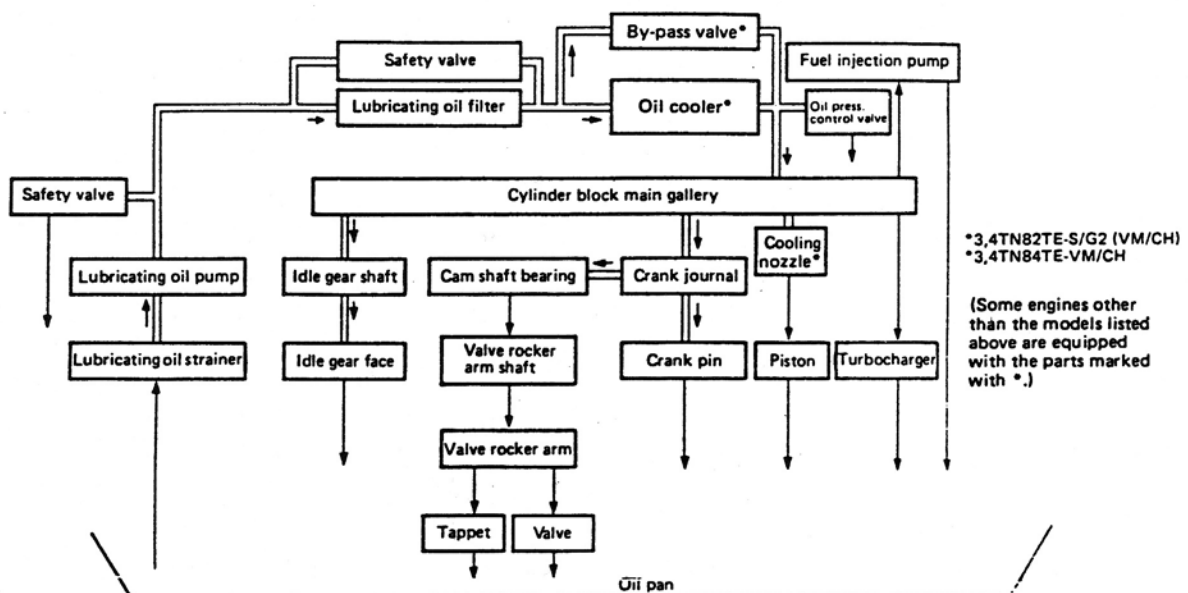 By-pass valve*
Safety valve
Fuel injection pump
Lubricating oil filter
Oil cooler*
Oil press.
control valve
Safety valve
Cylinder block main gallery
Cooling
nozzle*
*3,4TN82TE-S/G2 (VM/CH)
*3,4TN84TE-VM/CH
Lubricating oil pump
Idle gear shaft
Cam shaft bearing
Crank journal
(Some engines other
than the models listed
above are equipped
with the parts marked
with *.)
Lubricating oil strainer
Idle gear face
Valve rocker
arm shaft
Crank pin
Piston
Turbocharger
Valve rocker arm
Tappet
Valve
Oil pan